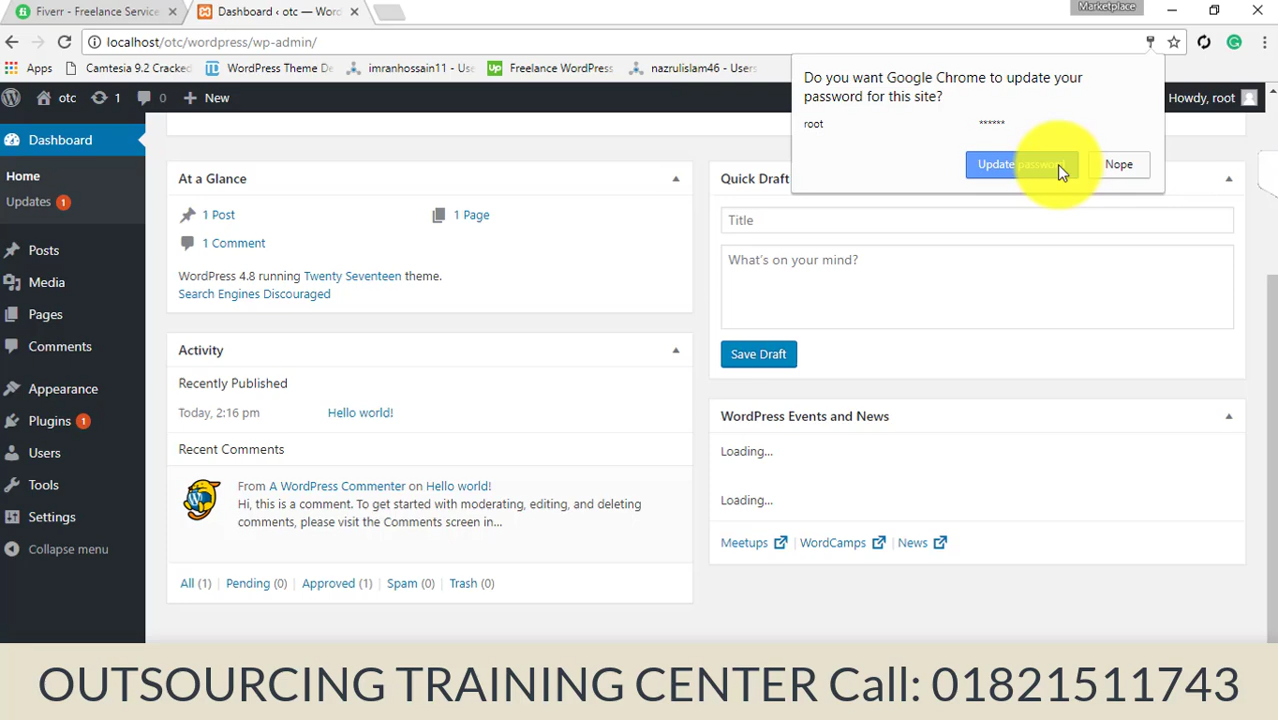 Fiverr - Freelance Service
Dashboard ‹ otc — Word
Marketplace
localhost/otc/wordpress/wp-admin/
Apps
Camtesia 9.2 Cracked
WordPress Theme De
imranhossain11 - Users
Freelance WordPress
nazrulislam46 - Users
Do you want Google Chrome to update your
password for this site?
root ******
Update password
Nope
otc
1
0
New
Howdy, root
Dashboard
Home
Updates 1
Posts
Media
Pages
Comments
Appearance
Plugins 1
Users
Tools
Settings
Collapse menu
At a Glance
1 Post
1 Page
1 Comment
WordPress 4.8 running Twenty Seventeen theme.
Search Engines Discouraged
Activity
Recently Published
Today, 2:16 pm Hello world!
Recent Comments
From A WordPress Commenter on Hello world!
Hi, this is a comment. To get started with moderating, editing, and deleting
comments, please visit the Comments screen in...
All (1) | Pending (0) | Approved (1) | Spam (0) | Trash (0)
Quick Draft
Title
What's on your mind?
Save Draft
WordPress Events and News
Loading...
Loading...
Meetups | WordCamps | News
OUTSOURCING TRAINING CENTER Call: 01821511743